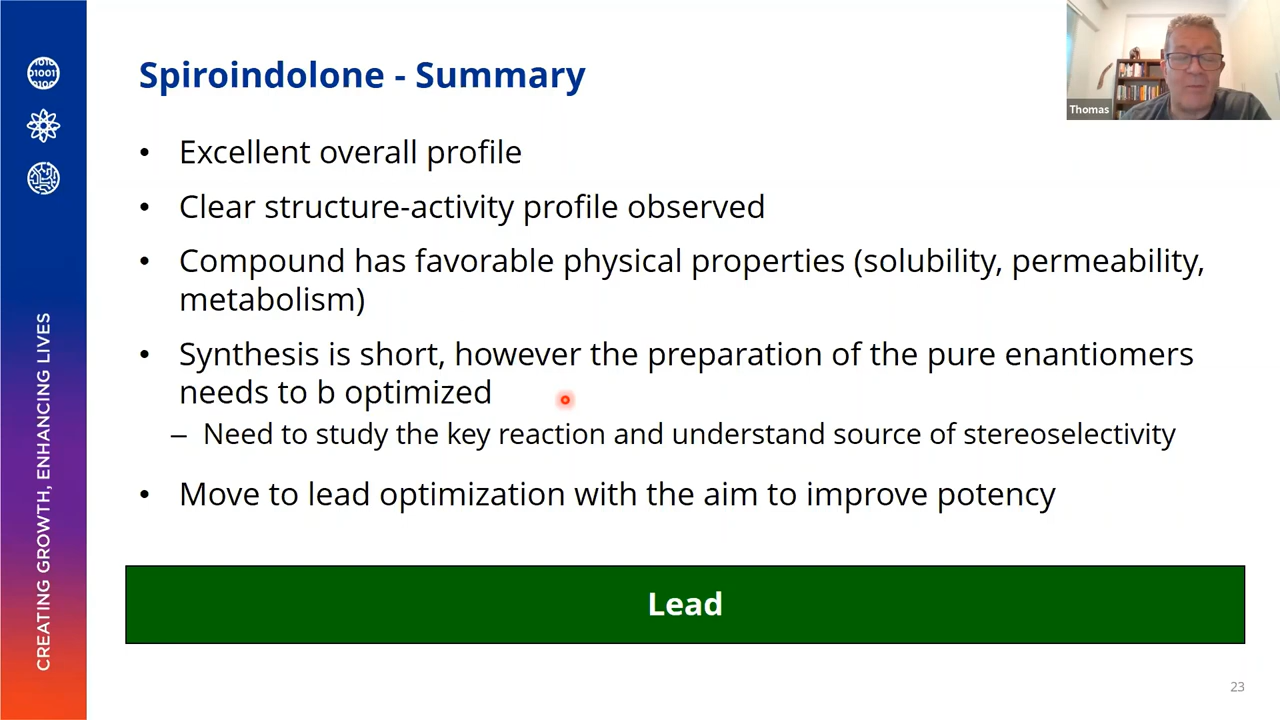 Spiroindolone - Summary
• Excellent overall profile
• Clear structure-activity profile observed
• Compound has favorable physical properties (solubility, permeability,
metabolism)
• Synthesis is short, however the preparation of the pure enantiomers
needs to b optimized
– Need to study the key reaction and understand source of stereoselectivity
• Move to lead optimization with the aim to improve potency
Lead
23
CREATING GROWTH, ENHANCING LIVES
Thomas
1010
01001
0100